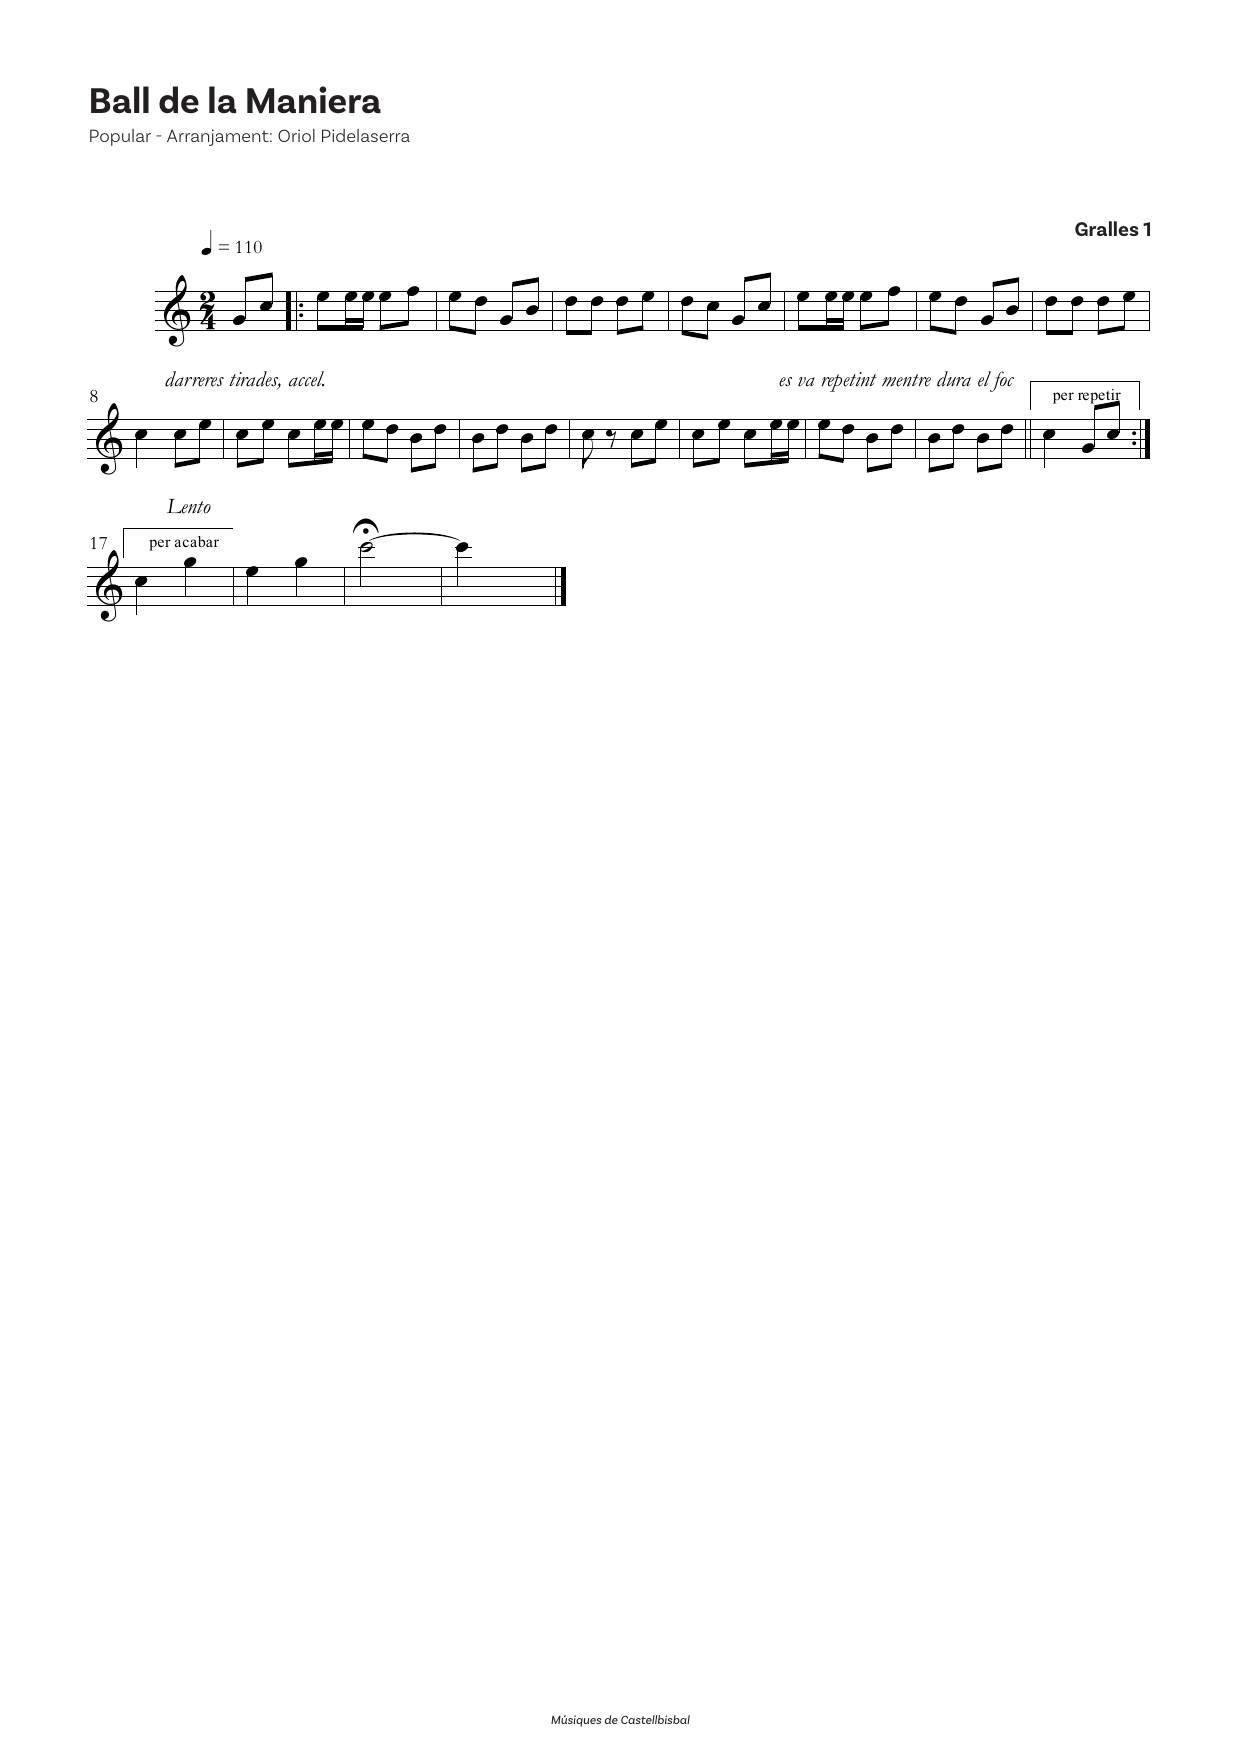 Ball de la Maniera
Popular - Arranjament: Oriol Pidelaserra
Gralles 1
= 110
2
4
darreres tirades, accel.
es va repetint mentre dura el foc
8
per repetir
Lento
17
per acabar
Músiques de Castellbisbal